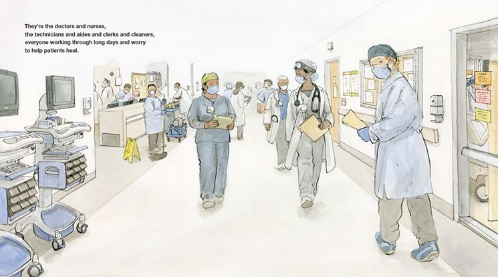 They're the doctors and nurses,
the technicians and aides and clerks and cleaners,
everyone working through long days and worry
to help patients heal.